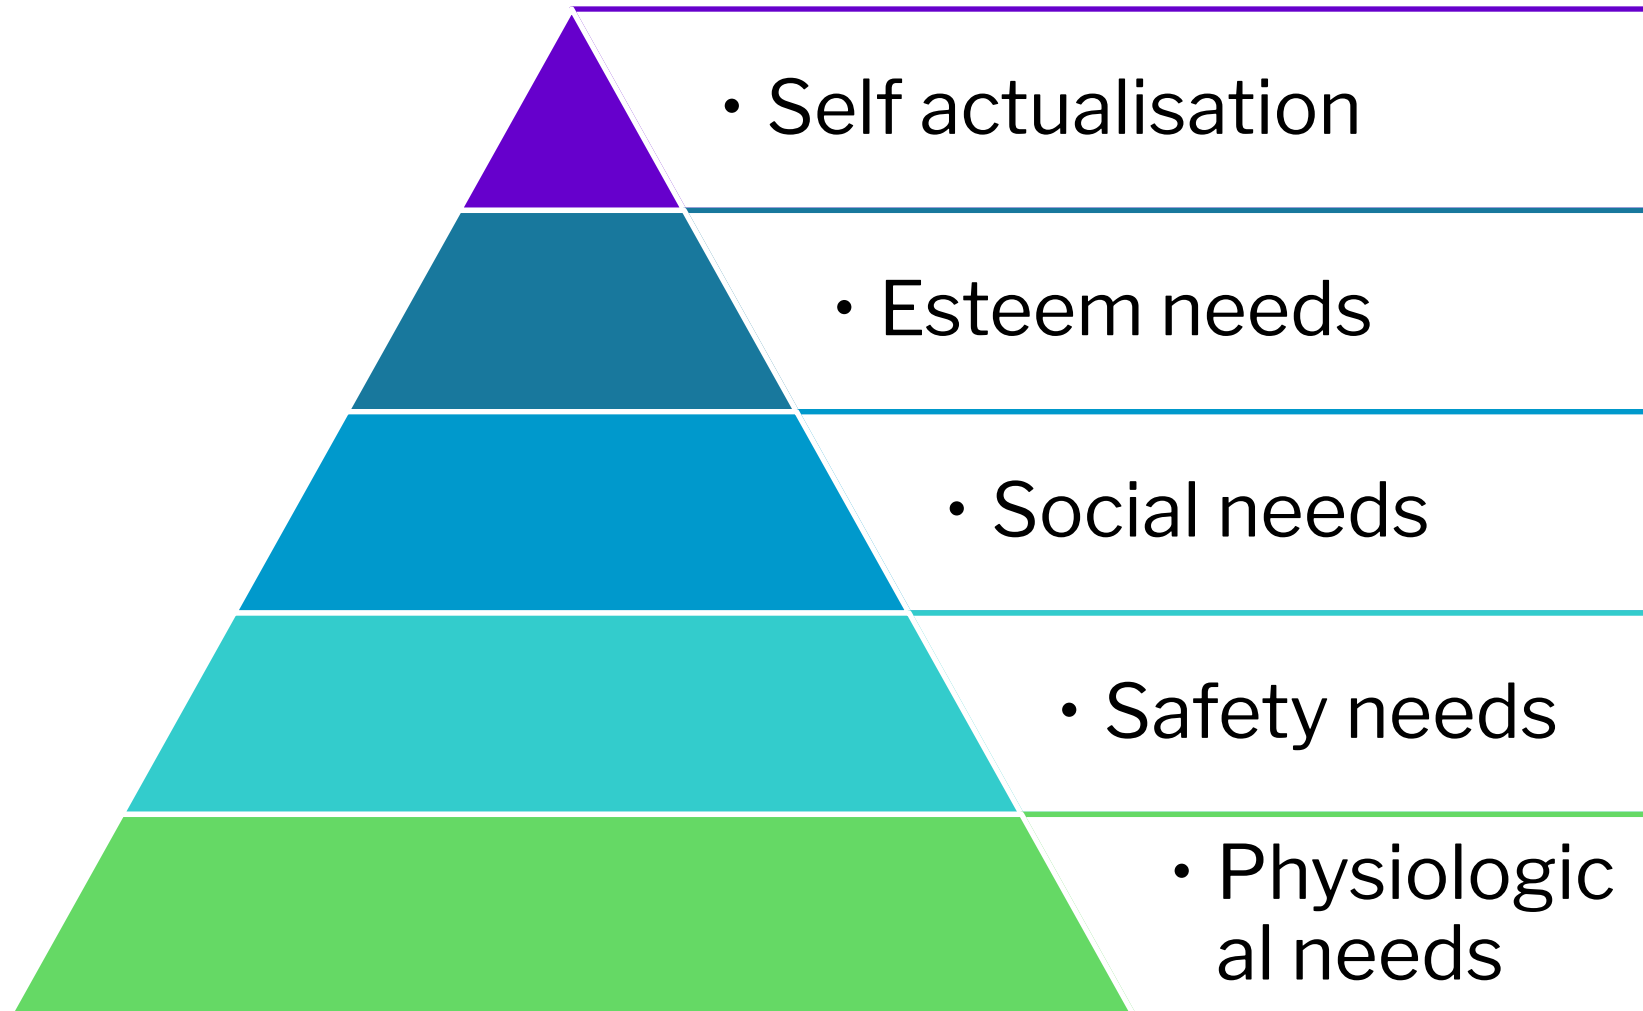 • Self actualisation
• Esteem needs
• Social needs
• Safety needs
• Physiologic
al needs